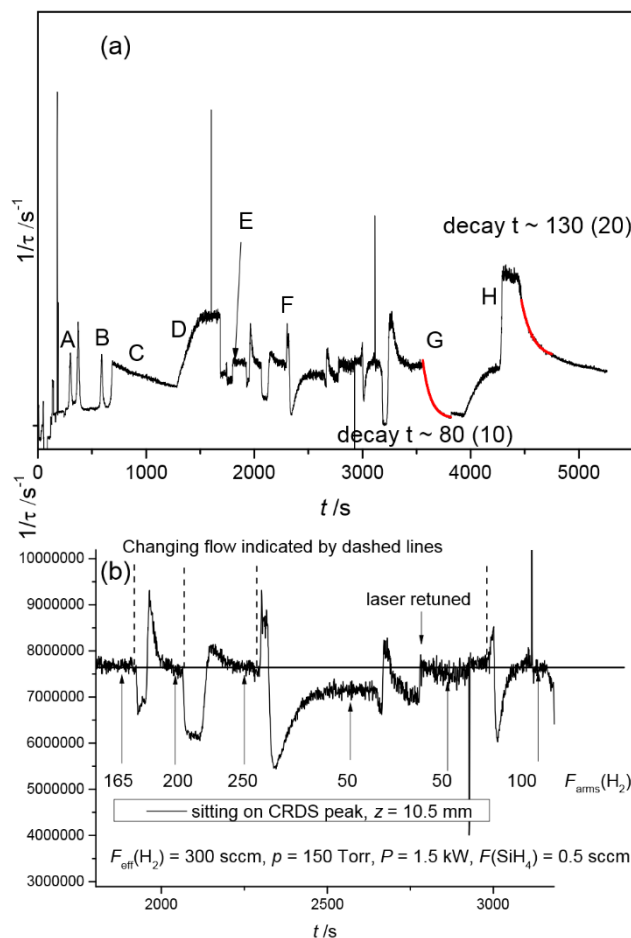 (a)
1/τ /s⁻¹
A
B
C
D
E
F
G
H
decay t ~ 130 (20)
decay t ~ 80 (10)
0
1000
2000
3000
4000
5000
t /s
(b)
1/τ /s⁻¹
Changing flow indicated by dashed lines
10000000
9000000
8000000
7000000
6000000
5000000
4000000
3000000
laser retuned
165
200
250
50
50
100
F_arms(H₂)
sitting on CRDS peak, z = 10.5 mm
F_eff(H₂) = 300 sccm, p = 150 Torr, P = 1.5 kW, F(SiH₄) = 0.5 sccm
2000
2500
3000
t /s